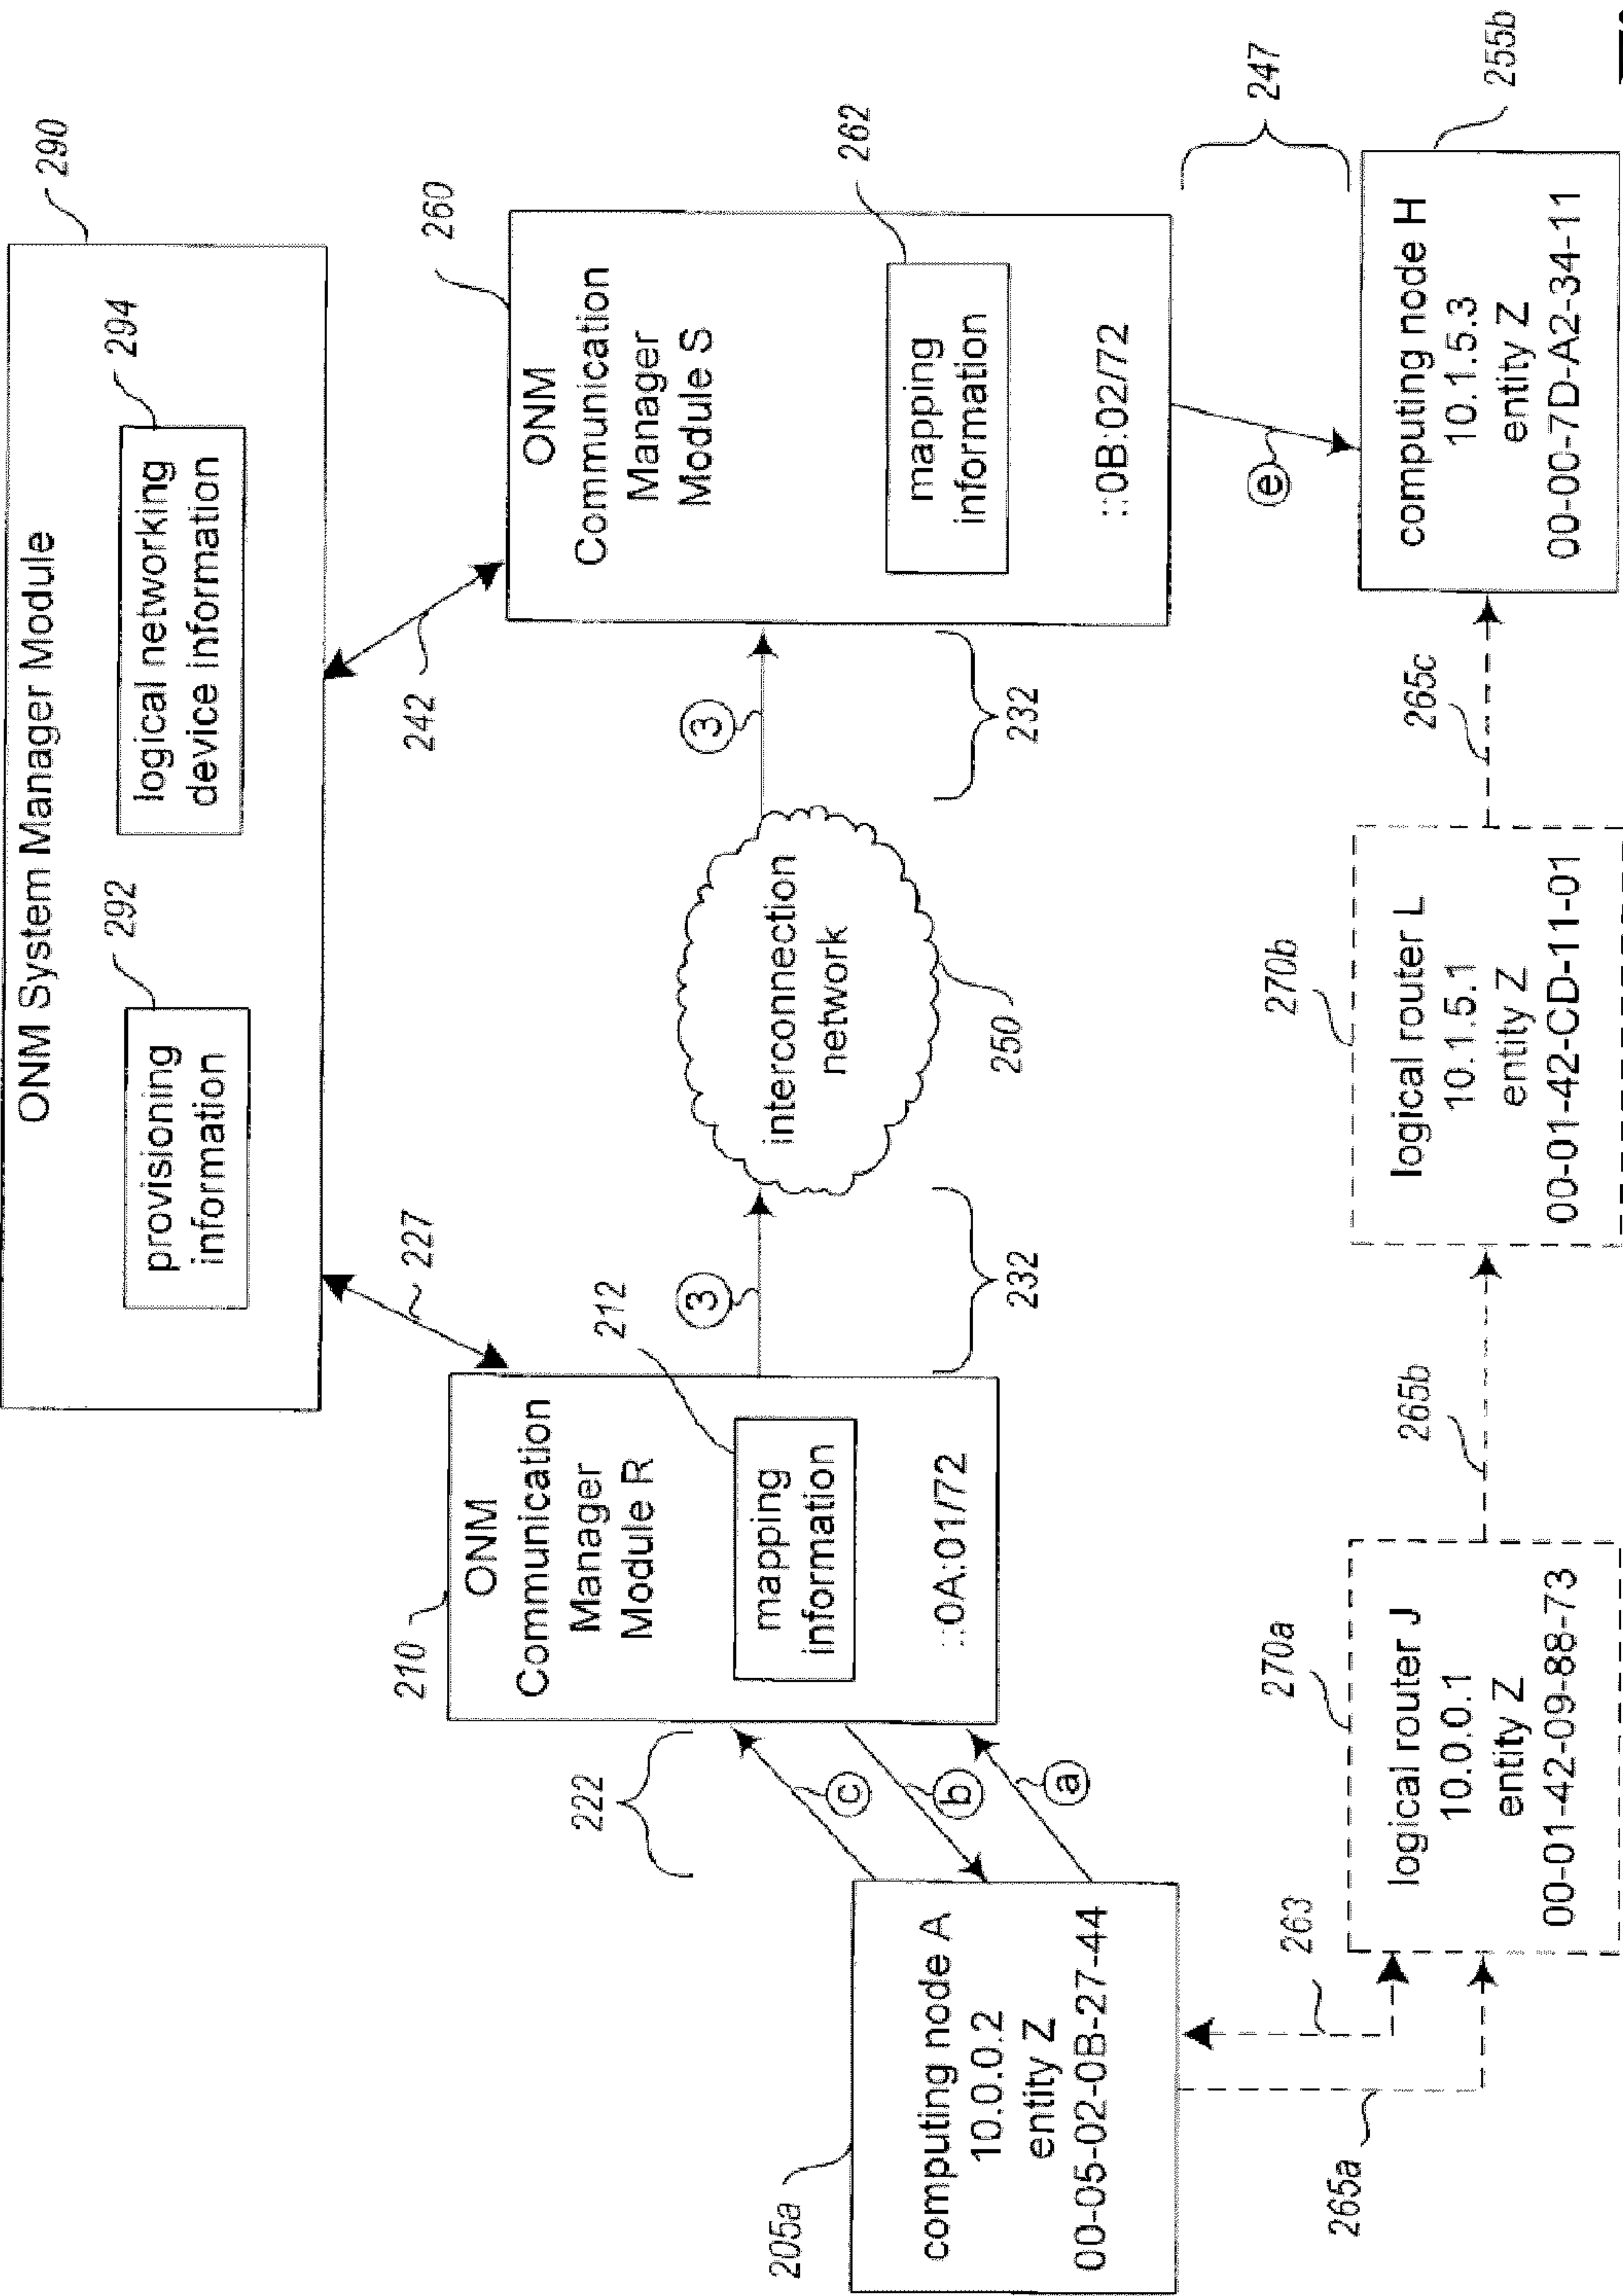 ONM System Manager Module
290
292
provisioning
information
294
logical networking
device information
227
242
210
ONM
Communication
Manager
Module R
212
mapping
information
::0A:01/72
260
ONM
Communication
Manager
Module S
262
mapping
information
::0B:02/72
3
232
interconnection
network
250
3
232
222
c
b
a
e
247
205a
computing node A
10.0.0.2
entity Z
00-05-02-0B-27-44
263
265a
270a
logical router J
10.0.0.1
entity Z
00-01-42-09-88-73
265b
270b
logical router L
10.1.5.1
entity Z
00-01-42-CD-11-01
265c
255b
computing node H
10.1.5.3
entity Z
00-00-7D-A2-34-11